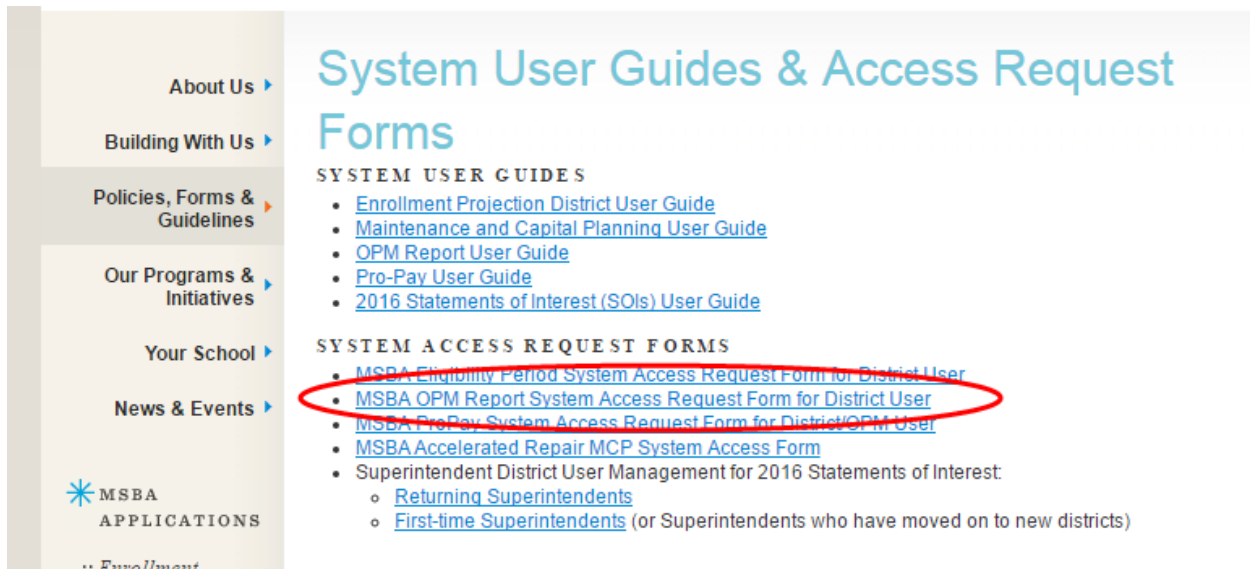 About Us
Building With Us
Policies, Forms &
Guidelines
Our Programs &
Initiatives
Your School
News & Events
MSBA
APPLICATIONS
:: Enrollment
System User Guides & Access Request
Forms
SYSTEM USER GUIDES
Enrollment Projection District User Guide
Maintenance and Capital Planning User Guide
OPM Report User Guide
Pro-Pay User Guide
2016 Statements of Interest (SOIs) User Guide
SYSTEM ACCESS REQUEST FORMS
MSBA Eligibility Period System Access Request Form for District User
MSBA OPM Report System Access Request Form for District User
MSBA ProPay System Access Request Form for District/OPM User
MSBA Accelerated Repair MCP System Access Form
Superintendent District User Management for 2016 Statements of Interest:
Returning Superintendents
First-time Superintendents (or Superintendents who have moved on to new districts)